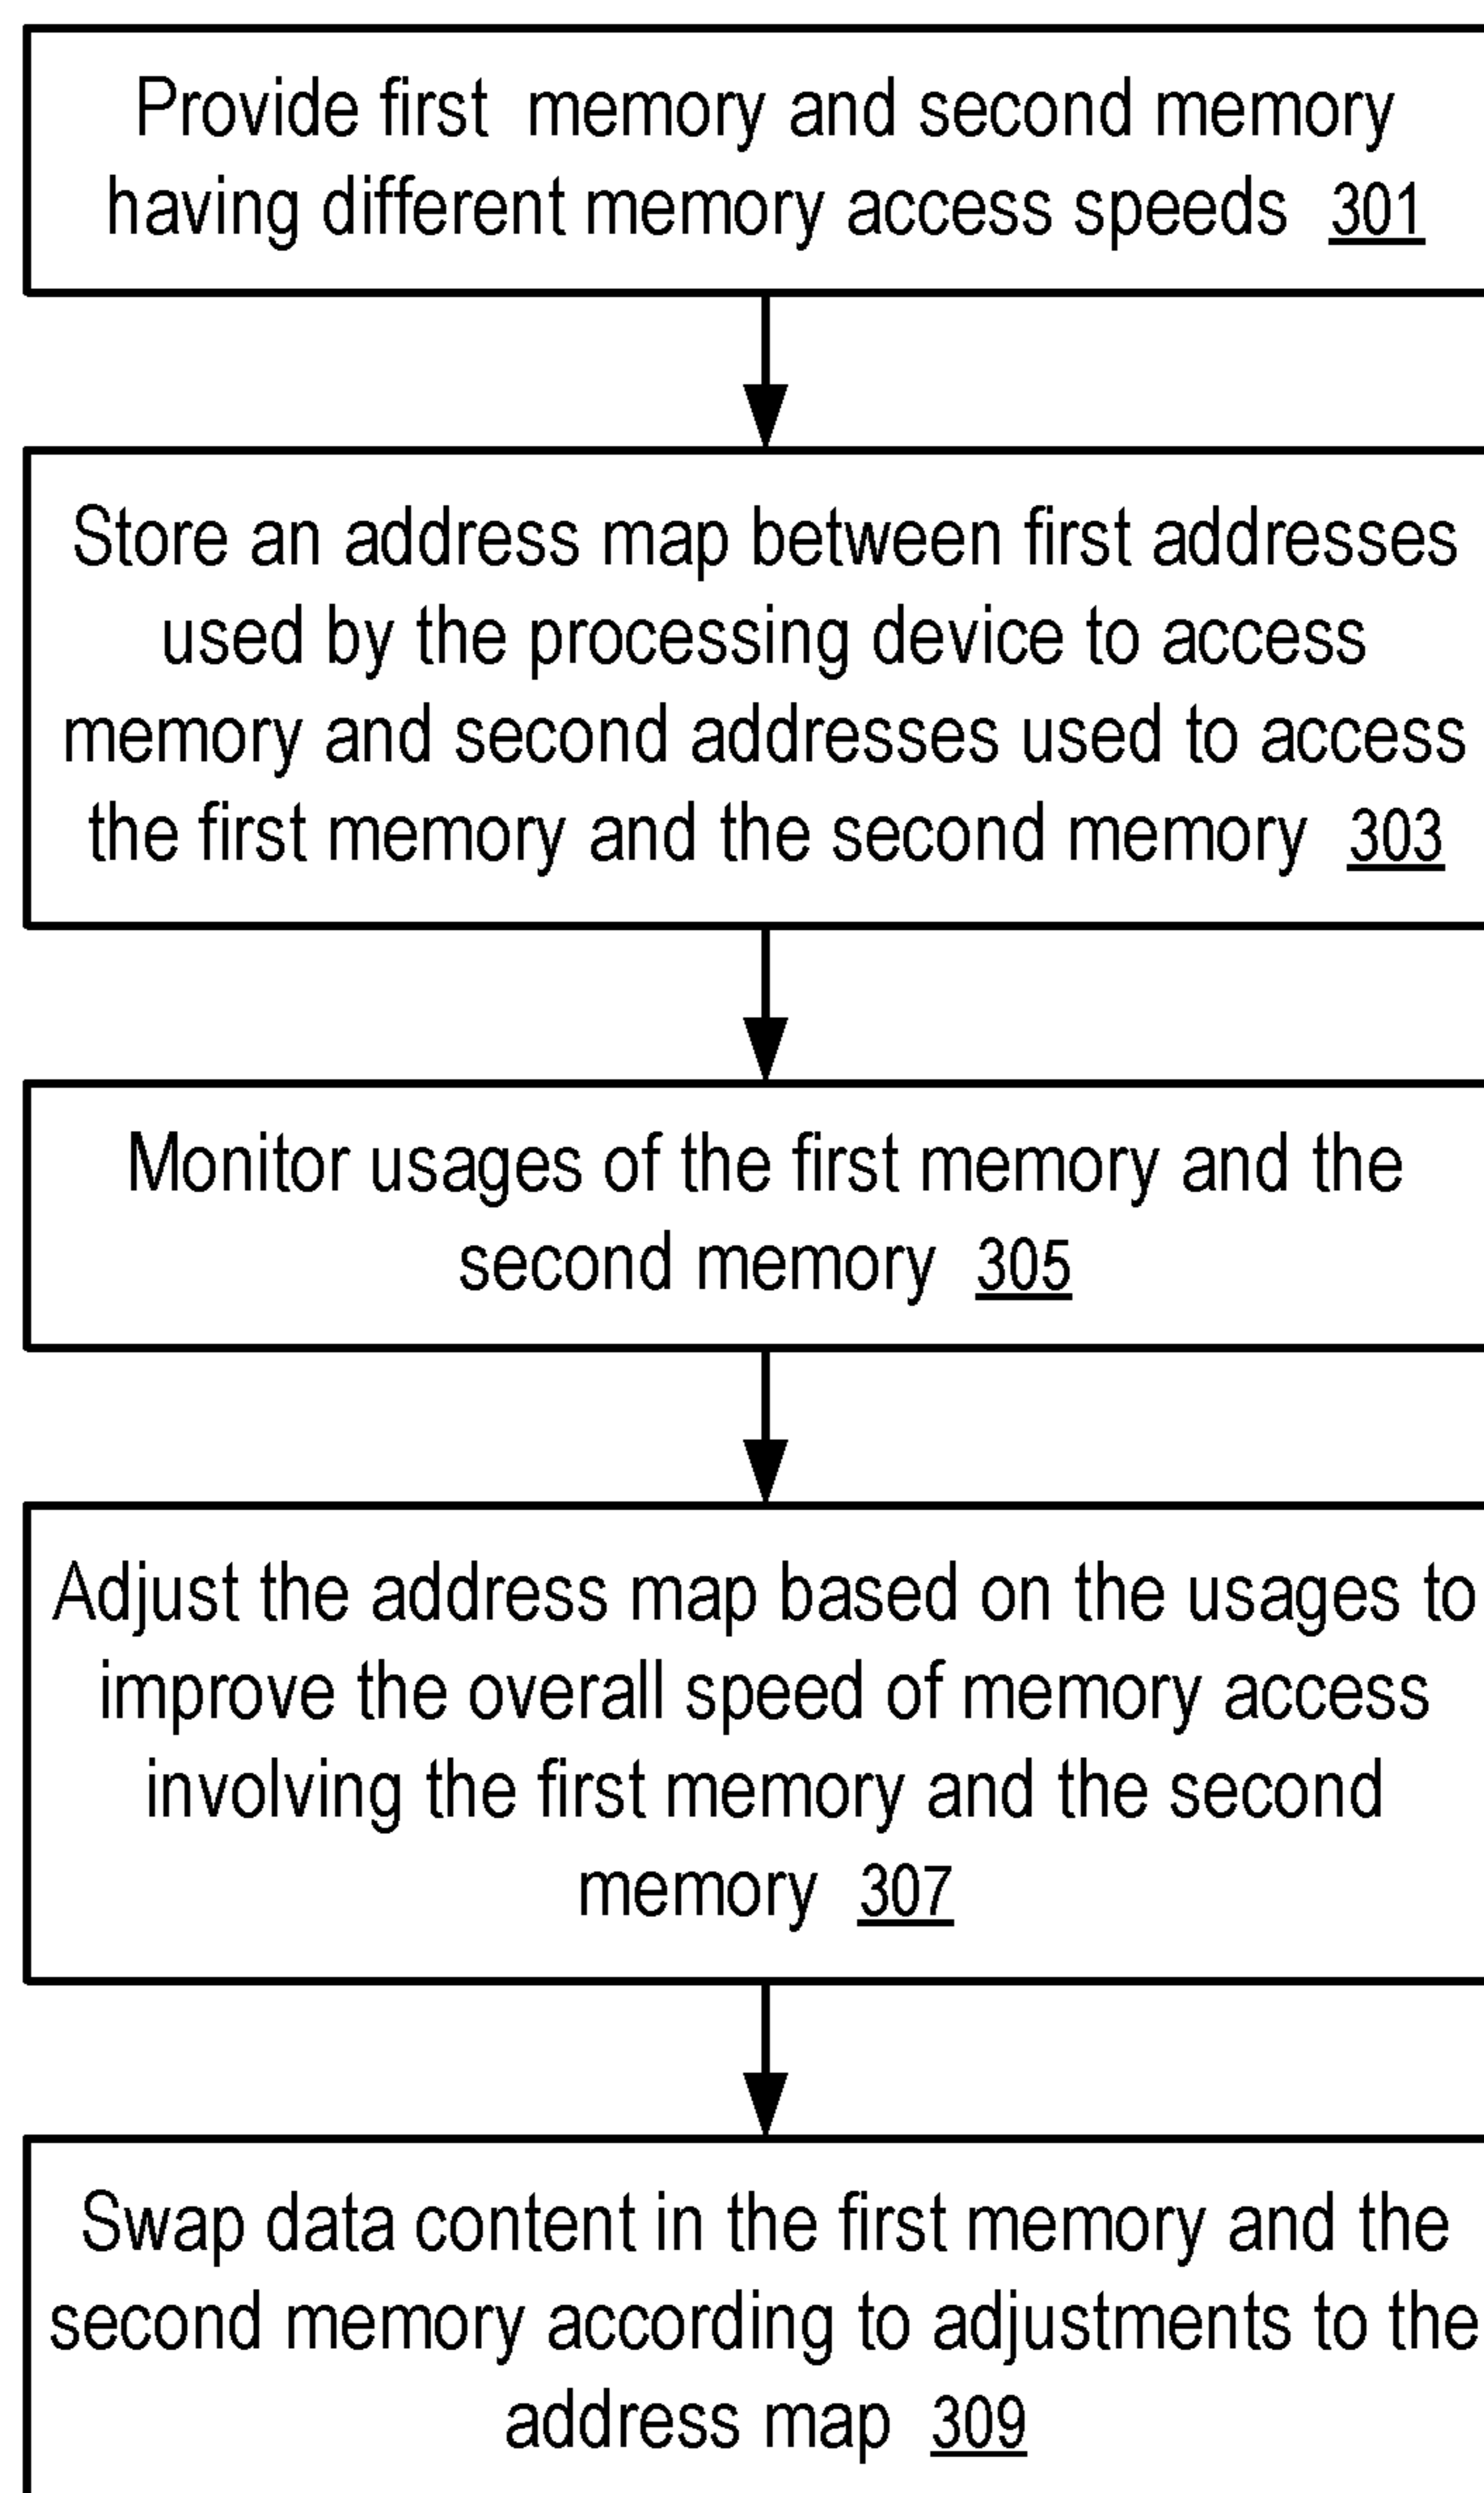 Provide first memory and second memory
having different memory access speeds 301
Store an address map between first addresses
used by the processing device to access
memory and second addresses used to access
the first memory and the second memory 303
Monitor usages of the first memory and the
second memory 305
Adjust the address map based on the usages to
improve the overall speed of memory access
involving the first memory and the second
memory 307
Swap data content in the first memory and the
second memory according to adjustments to the
address map 309